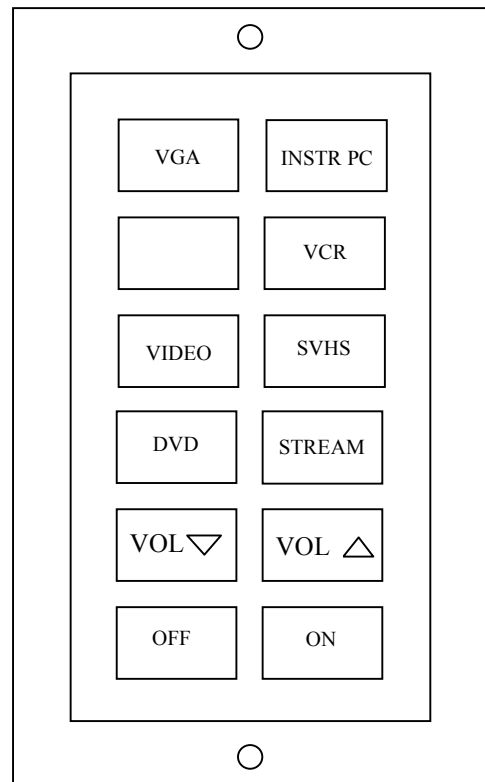 VGA
INSTR PC
VCR
VIDEO
SVHS
DVD
STREAM
VOL
VOL
OFF
ON